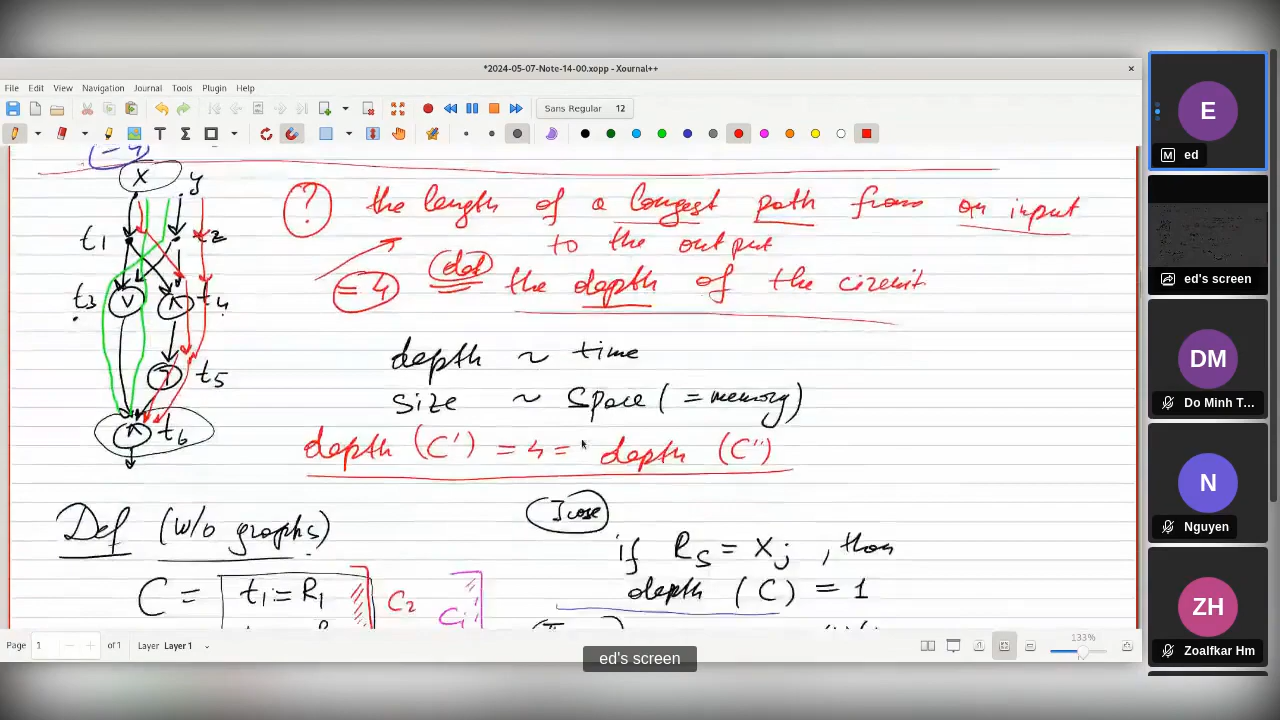 *2024-05-07-Note-14-00.xopp - Xournal++
File Edit View Navigation Journal Tools Plugin Help
Sans Regular 12
x y
t1 t2
t3 V Λ t4
t5
Λ t6
? the length of a longest path from an input
to the output
= 4 def the depth of the circuit
depth ~ time
size ~ space (= memory)
depth (C') = 4 = depth (C'')
Def (w/o graphs)
I case
if Rs = Xj , then
depth (C) = 1
C = t1 := R1 C2 Ci
Page 1 of 1 Layer Layer 1 133%
ed's screen
E
ed
ed's screen
DM
Do Minh T...
N
Nguyen
ZH
Zoalfkar Hm